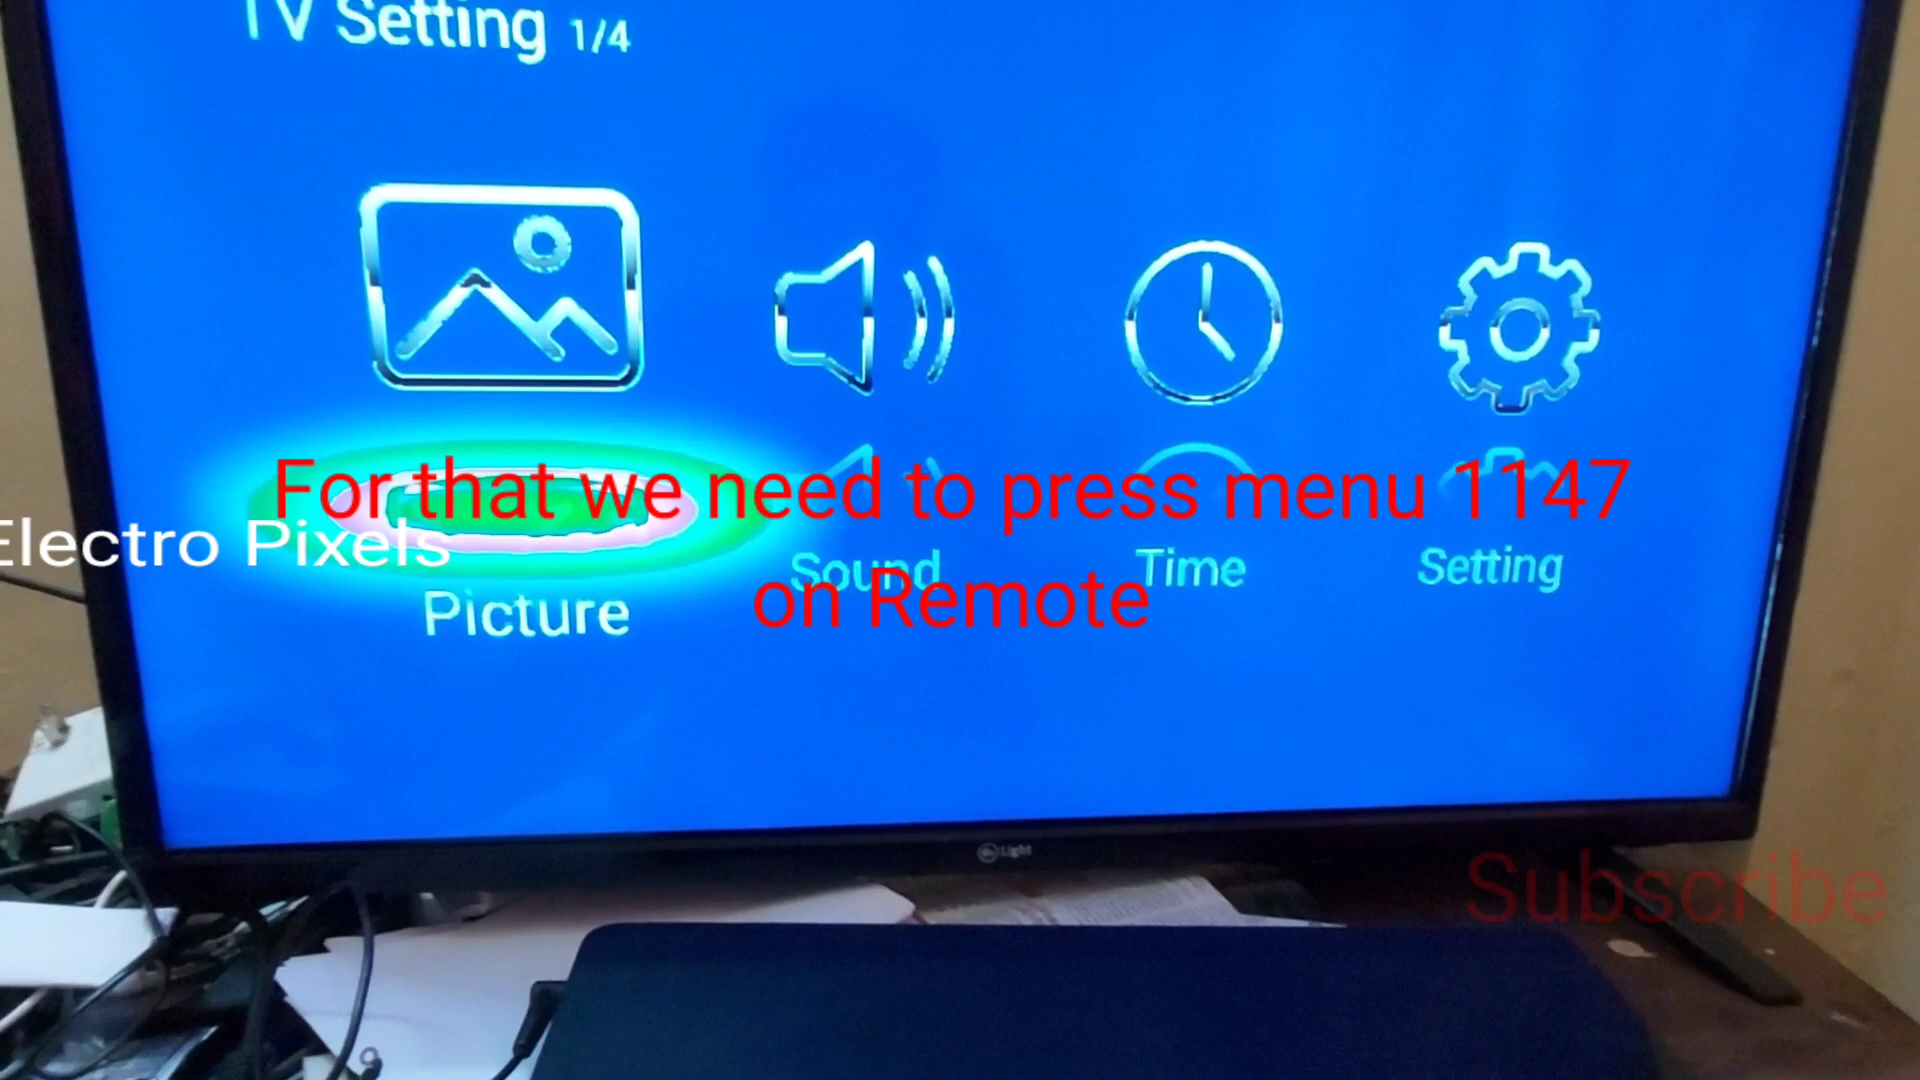 TV Setting 1/4
For that we need to press menu 1147
on Remote
Electro Pixels
Sound
Time
Setting
Picture
Light
Subscribe